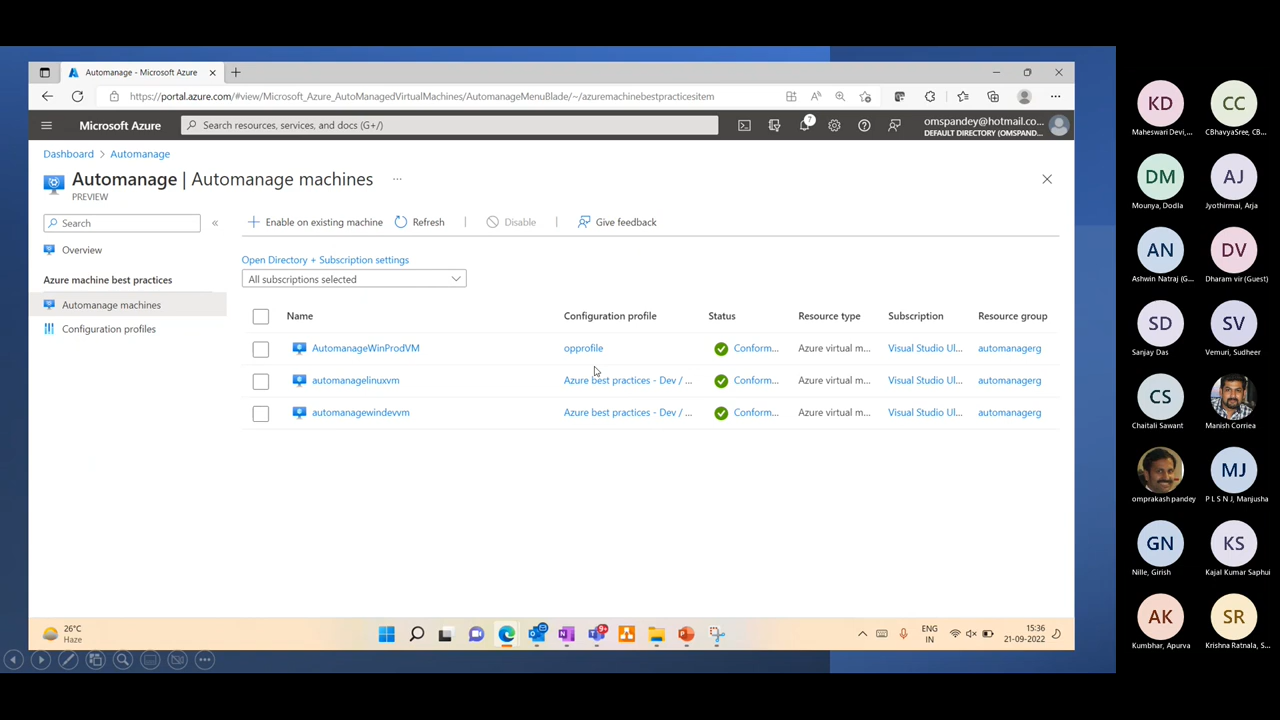 Automanage - Microsoft Azure
https://portal.azure.com/#view/Microsoft_Azure_AutoManagedVirtualMachines/AutomanageMenuBlade/~/azuremachinebestpracticesitem
Microsoft Azure
Search resources, services, and docs (G+/)
7
omspandey@hotmail.co...
DEFAULT DIRECTORY (OMSPAND...
Dashboard > Automanage
Automanage | Automanage machines ...
PREVIEW
Search
«
Overview
Azure machine best practices
Automanage machines
Configuration profiles
Enable on existing machine Refresh Disable Give feedback
Open Directory + Subscription settings
All subscriptions selected
Name Configuration profile Status Resource type Subscription Resource group
AutomanageWinProdVM opprofile Conform... Azure virtual m... Visual Studio Ul... automanagerg
automanagelinuxvm Azure best practices - Dev / ... Conform... Azure virtual m... Visual Studio Ul... automanagerg
automanagewindevvm Azure best practices - Dev / ... Conform... Azure virtual m... Visual Studio Ul... automanagerg
26°C
Haze
9+
ENG
IN
15:36
21-09-2022
KD CC
Maheswari Devi,... CBhavyaSree, CB...
DM AJ
Mounya, Dodla Jyothirmai, Arja
AN DV
Ashwin Natraj (G... Dharam vir (Guest)
SD SV
Sanjay Das Vemuri, Sudheer
CS
Chaitali Sawant Manish Corriea
MJ
omprakash pandey P L S N J, Manjusha
GN KS
Nille, Girish Kajal Kumar Saphui
AK SR
Kumbhar, Apurva Krishna Ratnala, S...